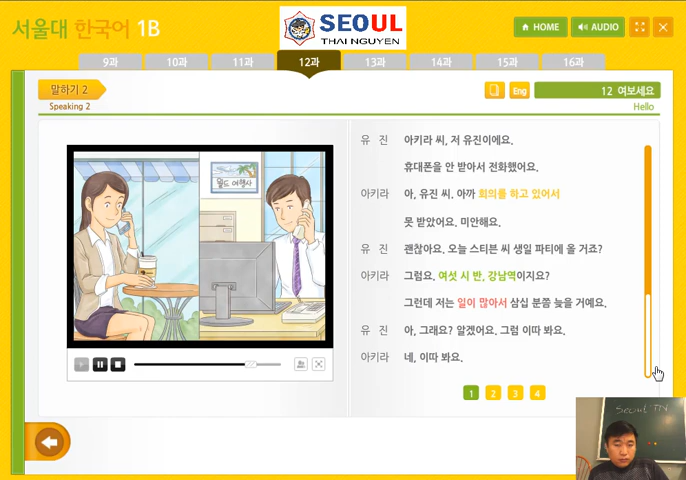 서울대 한국어 1B
SEOUL
THAI NGUYEN
HOME
AUDIO
9과
10과
11과
12과
13과
14과
15과
16과
말하기 2
Speaking 2
Eng
12 여보세요
Hello
월드 여행사
유 진 아키라 씨, 저 유진이에요.
휴대폰을 안 받아서 전화했어요.
아키라 아, 유진 씨. 아까 회의를 하고 있어서
못 받았어요. 미안해요.
유 진 괜찮아요. 오늘 스티븐 씨 생일 파티에 올 거죠?
아키라 그럼요. 여섯 시 반, 강남역이지요?
그런데 저는 일이 많아서 삼십 분쯤 늦을 거예요.
유 진 아, 그래요? 알겠어요. 그럼 이따 봐요.
아키라 네, 이따 봐요.
1 2 3 4
Seoul TN